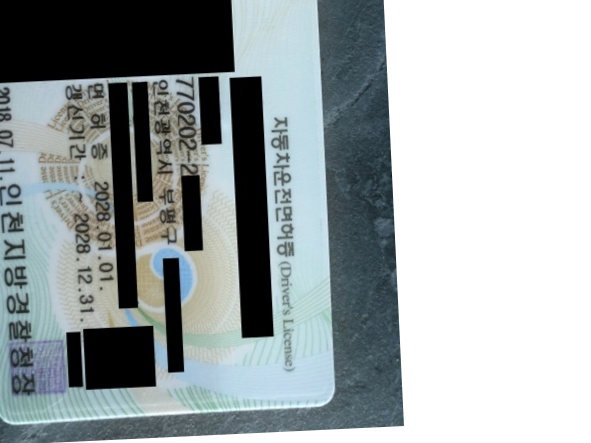 자동차운전면허증 (Driver's License)
770202-2
인천광역시 부평구
면 허 증
갱신기간 : 2028.01.01.
~ 2028.12.31.
2018.07.11. 인천지방경찰청장